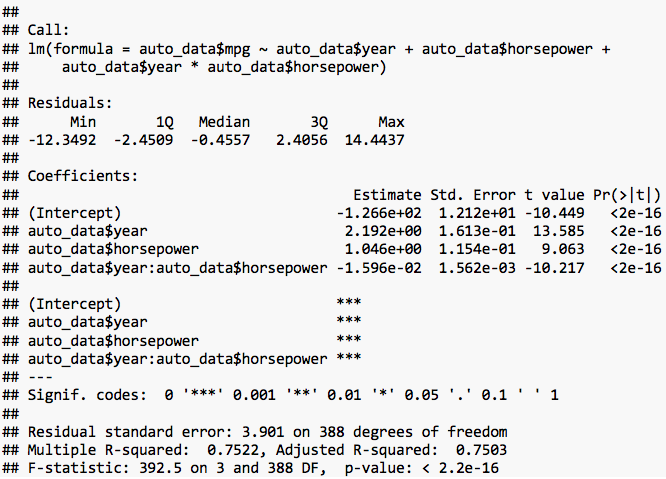 ##
## Call:
## lm(formula = auto_data$mpg ~ auto_data$year + auto_data$horsepower +
##     auto_data$year * auto_data$horsepower)
##
## Residuals:
##      Min       1Q   Median       3Q      Max
## -12.3492  -2.4509  -0.4557   2.4056  14.4437
##
## Coefficients:
##                                       Estimate Std. Error t value Pr(>|t|)
## (Intercept)                         -1.266e+02  1.212e+01 -10.449   <2e-16
## auto_data$year                       2.192e+00  1.613e-01  13.585   <2e-16
## auto_data$horsepower                 1.046e+00  1.154e-01   9.063   <2e-16
## auto_data$year:auto_data$horsepower -1.596e-02  1.562e-03 -10.217   <2e-16
##
## (Intercept)                         ***
## auto_data$year                      ***
## auto_data$horsepower                ***
## auto_data$year:auto_data$horsepower ***
## ---
## Signif. codes:  0 '***' 0.001 '**' 0.01 '*' 0.05 '.' 0.1 ' ' 1
##
## Residual standard error: 3.901 on 388 degrees of freedom
## Multiple R-squared:  0.7522, Adjusted R-squared:  0.7503
## F-statistic: 392.5 on 3 and 388 DF,  p-value: < 2.2e-16